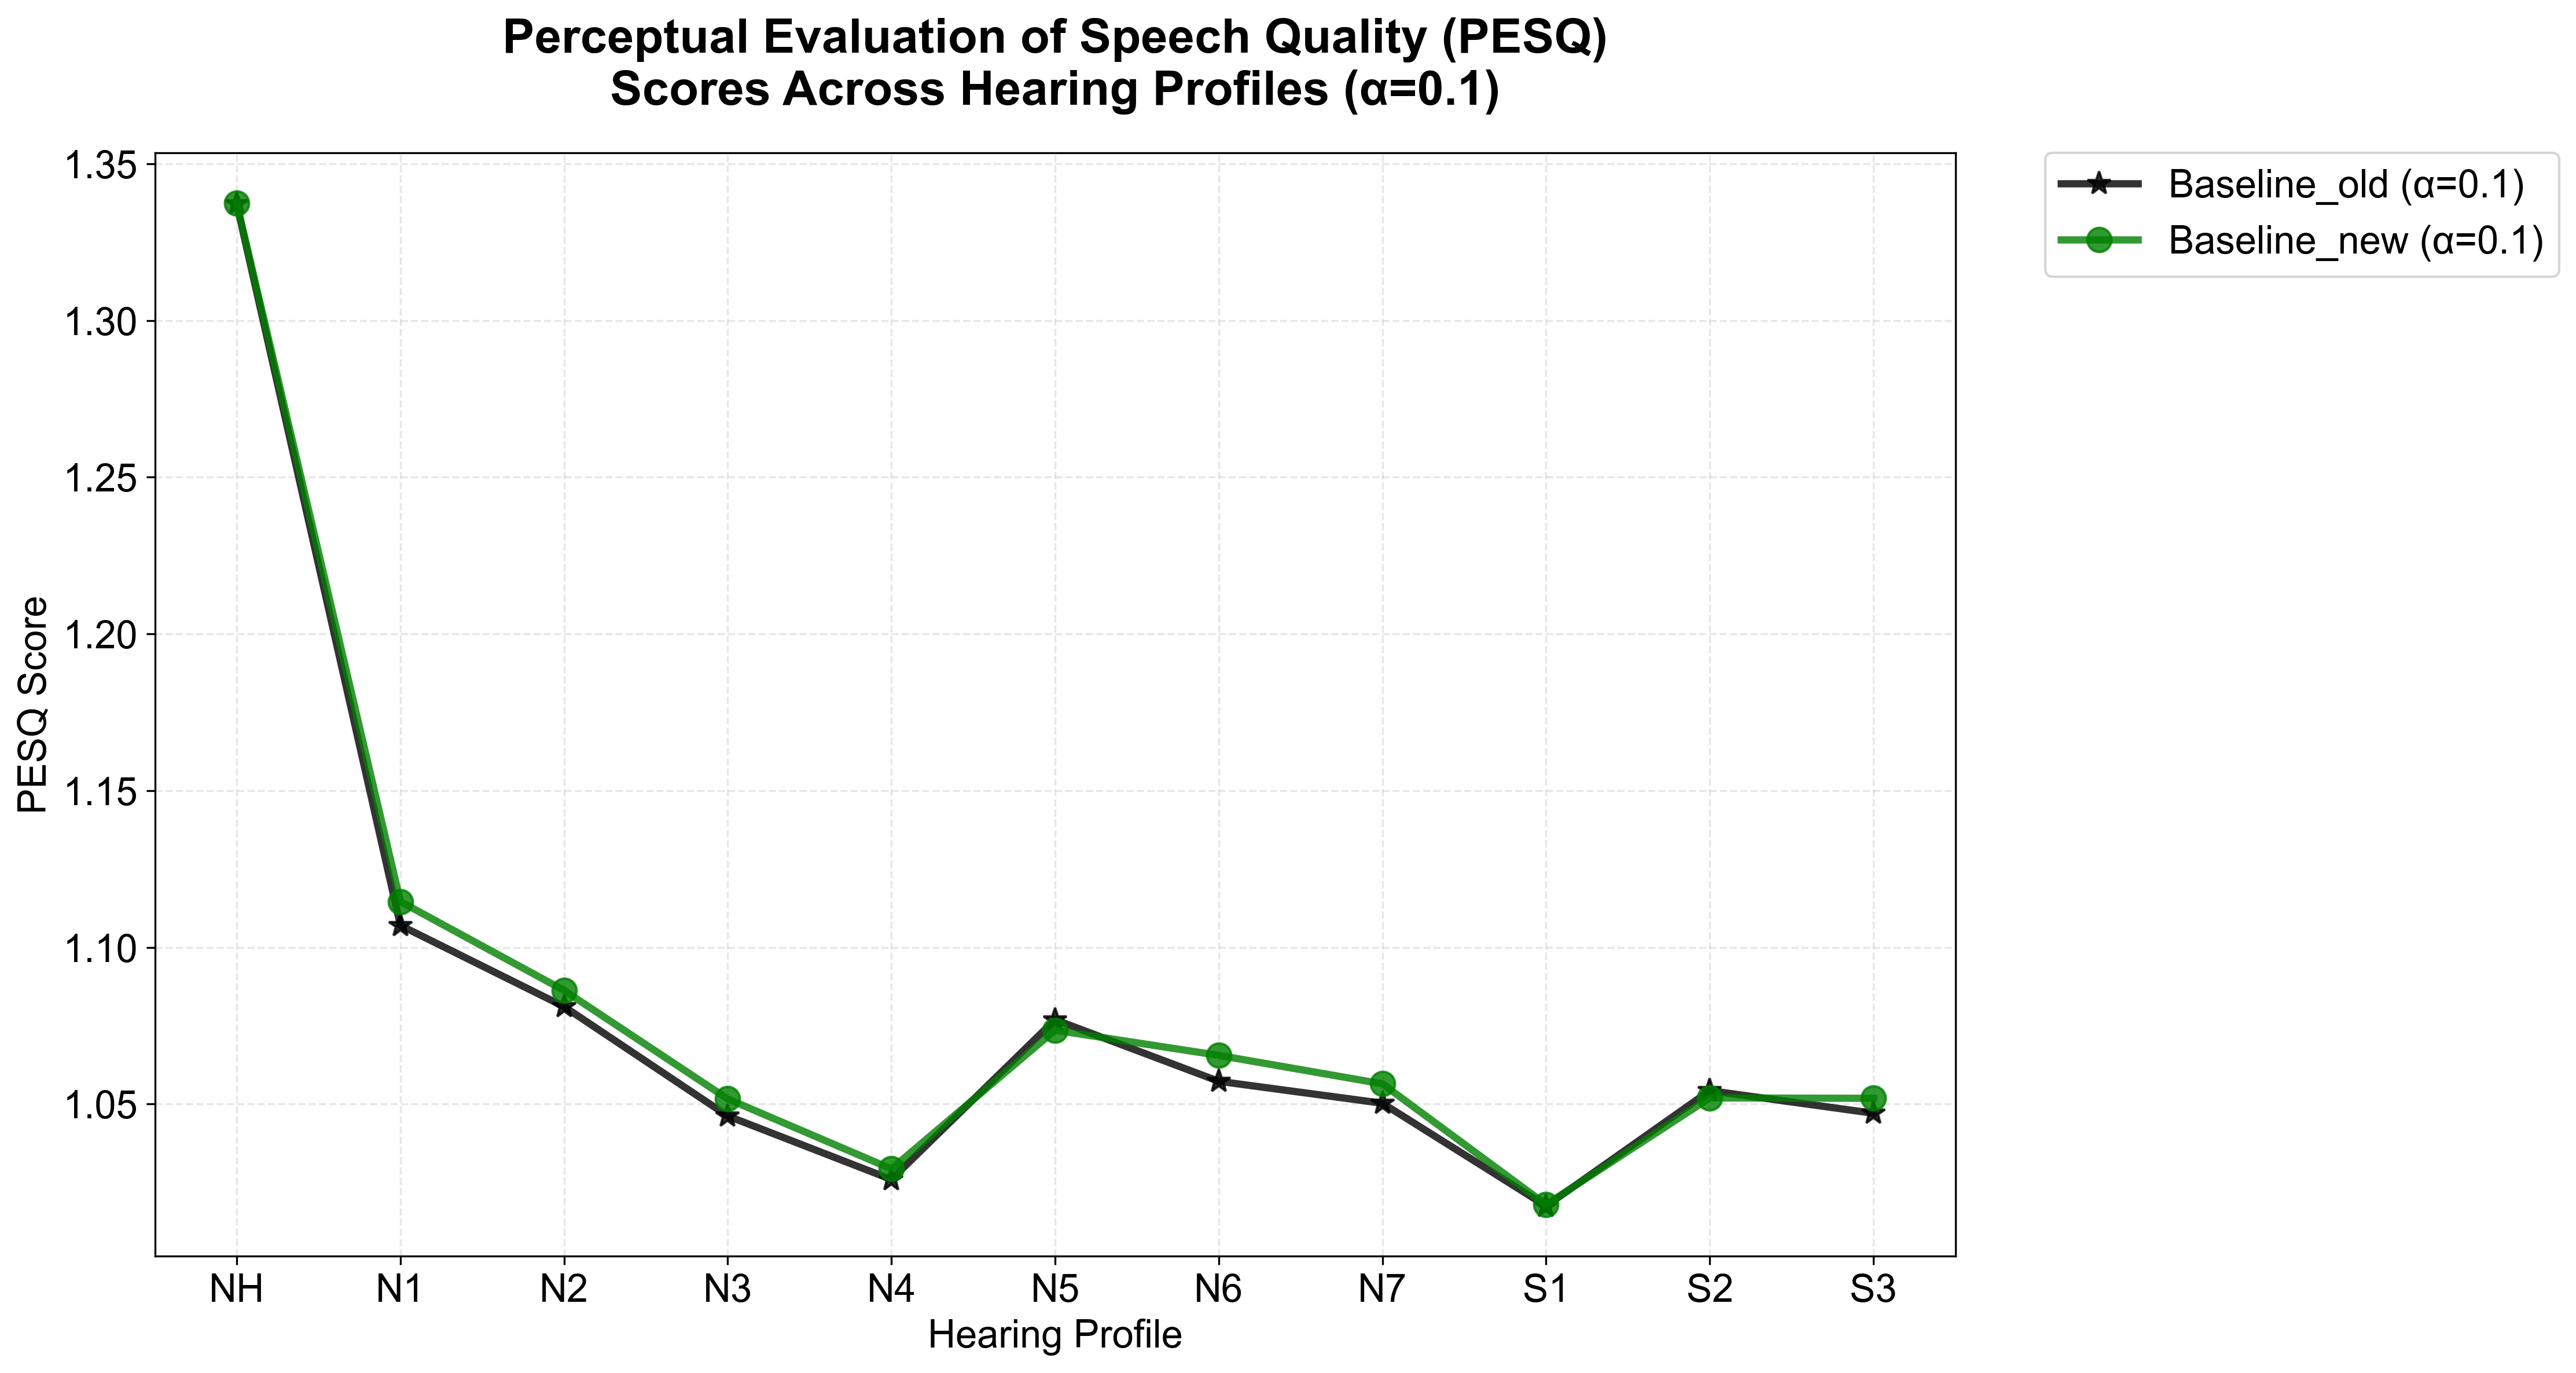 Perceptual Evaluation of Speech Quality (PESQ)
Scores Across Hearing Profiles (α=0.1)
Baseline_old (α=0.1)
Baseline_new (α=0.1)
PESQ Score
1.35
1.30
1.25
1.20
1.15
1.10
1.05
NH N1 N2 N3 N4 N5 N6 N7 S1 S2 S3
Hearing Profile